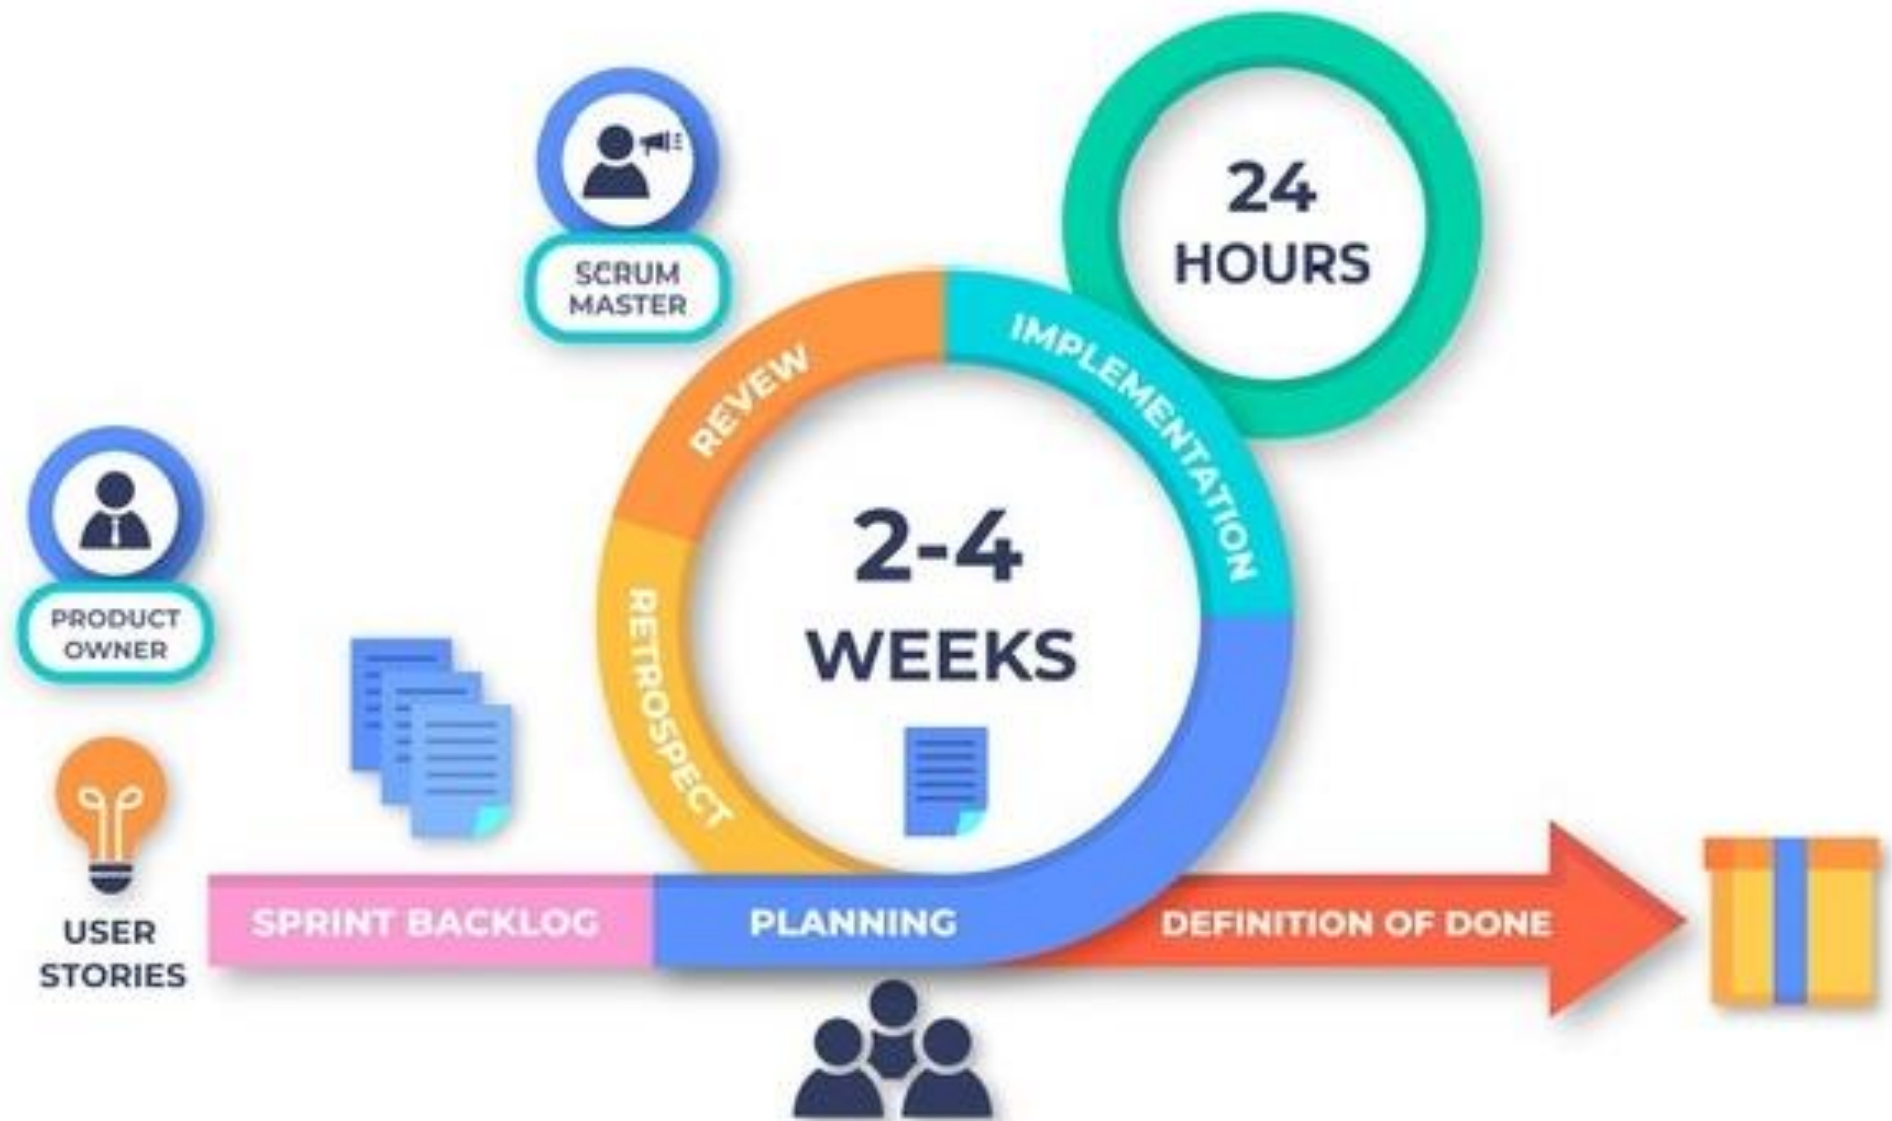 24
HOURS
SCRUM
MASTER
REVEW
IMPLEMENTATION
2-4
WEEKS
RETROSPECT
PRODUCT
OWNER
USER
STORIES
SPRINT BACKLOG
PLANNING
DEFINITION OF DONE